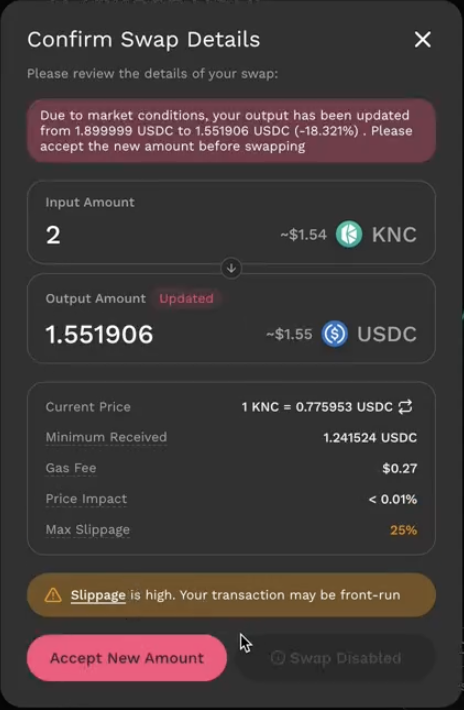 Confirm Swap Details
Please review the details of your swap:
Due to market conditions, your output has been updated
from 1.899999 USDC to 1.551906 USDC (-18.321%) . Please
accept the new amount before swapping
Input Amount
2 ~$1.54 KNC
Output Amount Updated
1.551906 ~$1.55 USDC
Current Price 1 KNC = 0.775953 USDC
Minimum Received 1.241524 USDC
Gas Fee $0.27
Price Impact < 0.01%
Max Slippage 25%
Slippage is high. Your transaction may be front-run
Accept New Amount Swap Disabled